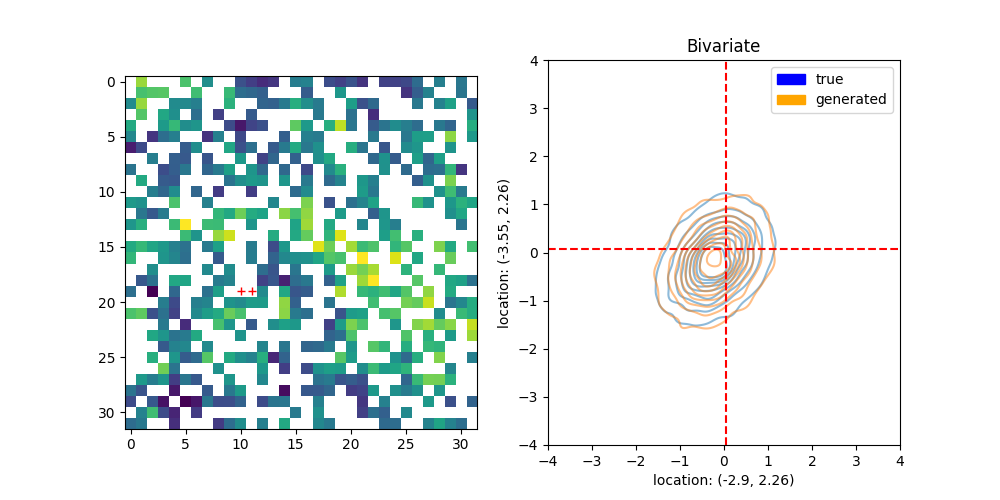 Bivariate
true
generated
0
5
10
15
20
25
30
0 5 10 15 20 25 30
location: (-3.55, 2.26)
4
3
2
1
0
−1
−2
−3
−4
−4 −3 −2 −1 0 1 2 3 4
location: (-2.9, 2.26)